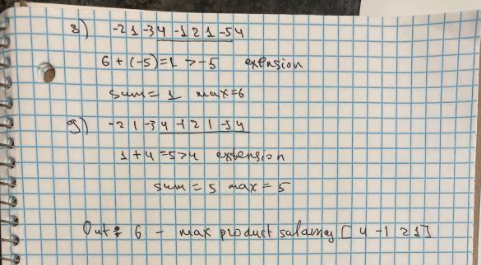 8) -2 1 -3 4 -1 2 1 -5 4
6 + (-5) = 1 > -5 extension
sum = 1 max = 6
9) -2 1 -3 4 -1 2 1 -5 4
1 + 4 = 5 > 4 extension
sum = 5 max = 5
Out: 6 - max product [4 -1 2 1]